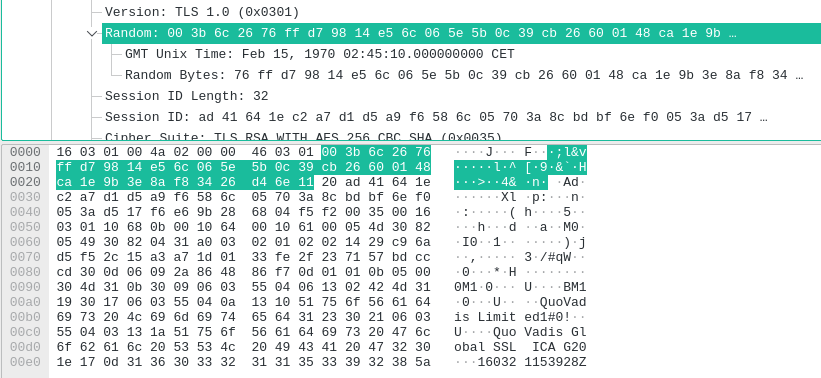 Version: TLS 1.0 (0x0301)
Random: 00 3b 6c 26 76 ff d7 98 14 e5 6c 06 5e 5b 0c 39 cb 26 60 01 48 ca 1e 9b …
GMT Unix Time: Feb 15, 1970 02:45:10.000000000 CET
Random Bytes: 76 ff d7 98 14 e5 6c 06 5e 5b 0c 39 cb 26 60 01 48 ca 1e 9b 3e 8a f8 34 …
Session ID Length: 32
Session ID: ad 41 64 1e c2 a7 d1 d5 a9 f6 58 6c 05 70 3a 8c bd bf 6e f0 05 3a d5 17 …
Cipher Suite: TLS_RSA_WITH_AES_256_CBC_SHA (0x0035)
0000 16 03 01 00 4a 02 00 00 46 03 01 00 3b 6c 26 76 ····J··· F···;l&v
0010 ff d7 98 14 e5 6c 06 5e 5b 0c 39 cb 26 60 01 48 ·····l·^ [·9·&`·H
0020 ca 1e 9b 3e 8a f8 34 26 d4 6e 11 20 ad 41 64 1e ···>··4& ·n· ·Ad·
0030 c2 a7 d1 d5 a9 f6 58 6c 05 70 3a 8c bd bf 6e f0 ······Xl ·p:···n·
0040 05 3a d5 17 f6 e6 9b 28 68 04 f5 f2 00 35 00 16 ·:·····( h····5··
0050 03 01 10 68 0b 00 10 64 00 10 61 00 05 4d 30 82 ···h···d ··a··M0·
0060 05 49 30 82 04 31 a0 03 02 01 02 02 14 29 c9 6a ·I0··1·· ·····)·j
0070 d5 f5 2c 15 a3 a7 1d 01 33 fe 2f 23 71 57 bd cc ··,····· 3·/#qW··
0080 cd 30 0d 06 09 2a 86 48 86 f7 0d 01 01 0b 05 00 ·0···*·H ········
0090 30 4d 31 0b 30 09 06 03 55 04 06 13 02 42 4d 31 0M1·0··· U····BM1
00a0 19 30 17 06 03 55 04 0a 13 10 51 75 6f 56 61 64 ·0···U·· ··QuoVad
00b0 69 73 20 4c 69 6d 69 74 65 64 31 23 30 21 06 03 is Limit ed1#0!··
00c0 55 04 03 13 1a 51 75 6f 56 61 64 69 73 20 47 6c U····Quo Vadis Gl
00d0 6f 62 61 6c 20 53 53 4c 20 49 43 41 20 47 32 30 obal SSL ICA G20
00e0 1e 17 0d 31 36 30 33 32 31 31 35 33 39 32 38 5a ···16032 1153928Z